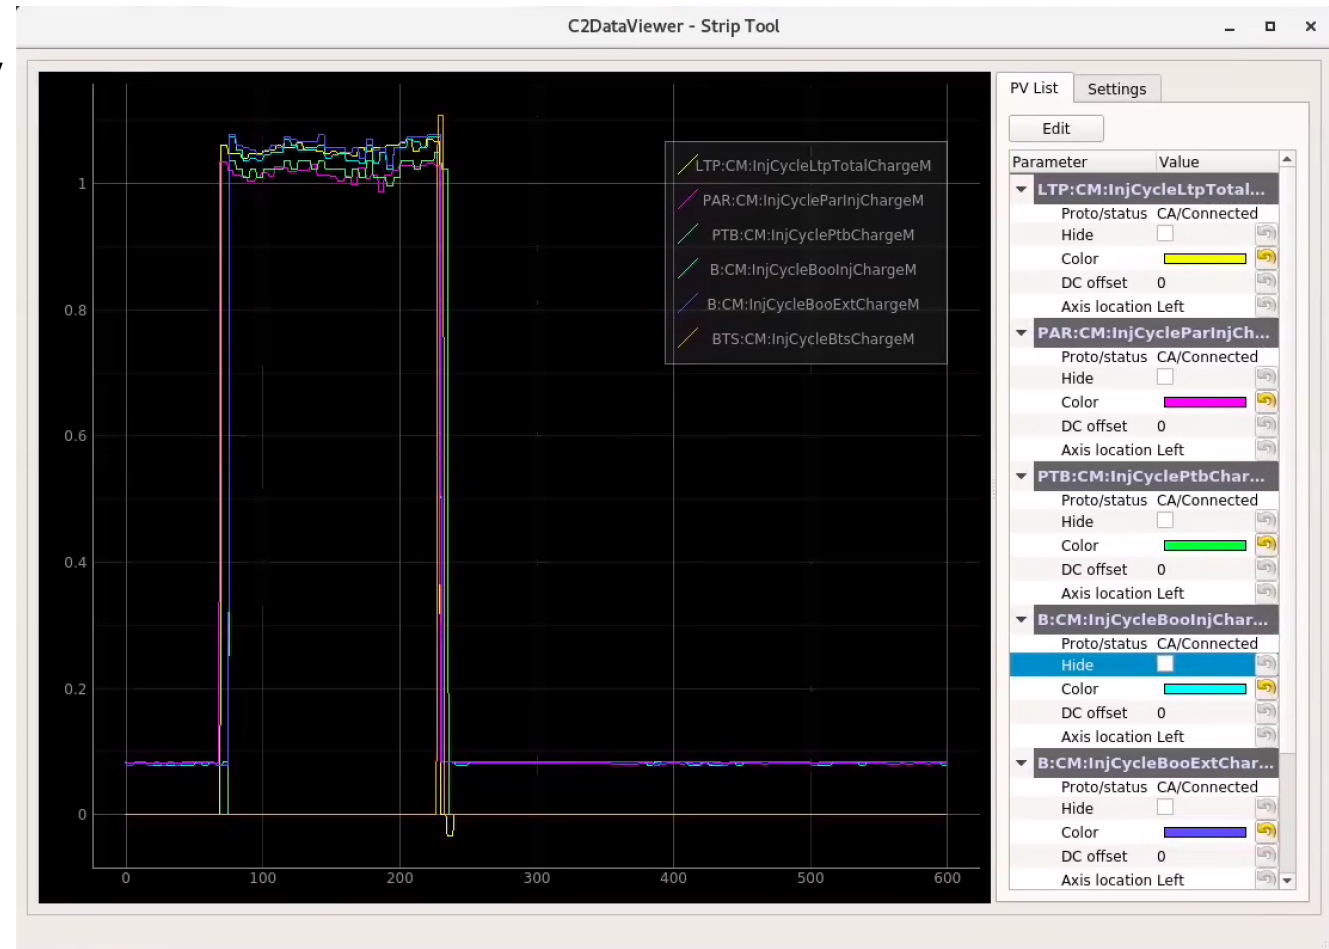 C2DataViewer - Strip Tool
PV List
Settings
Edit
Parameter Value
LTP:CM:InjCycleLtpTotal...
Proto/status CA/Connected
Hide
Color
DC offset 0
Axis location Left
PAR:CM:InjCycleParInjCh...
Proto/status CA/Connected
Hide
Color
DC offset 0
Axis location Left
PTB:CM:InjCyclePtbChar...
Proto/status CA/Connected
Hide
Color
DC offset 0
Axis location Left
B:CM:InjCycleBooInjChar...
Proto/status CA/Connected
Hide
Color
DC offset 0
Axis location Left
B:CM:InjCycleBooExtChar...
Proto/status CA/Connected
Hide
Color
DC offset 0
Axis location Left
LTP:CM:InjCycleLtpTotalChargeM
PAR:CM:InjCycleParInjChargeM
PTB:CM:InjCyclePtbChargeM
B:CM:InjCycleBooInjChargeM
B:CM:InjCycleBooExtChargeM
BTS:CM:InjCycleBtsChargeM
1
0.8
0.6
0.4
0.2
0
0 100 200 300 400 500 600